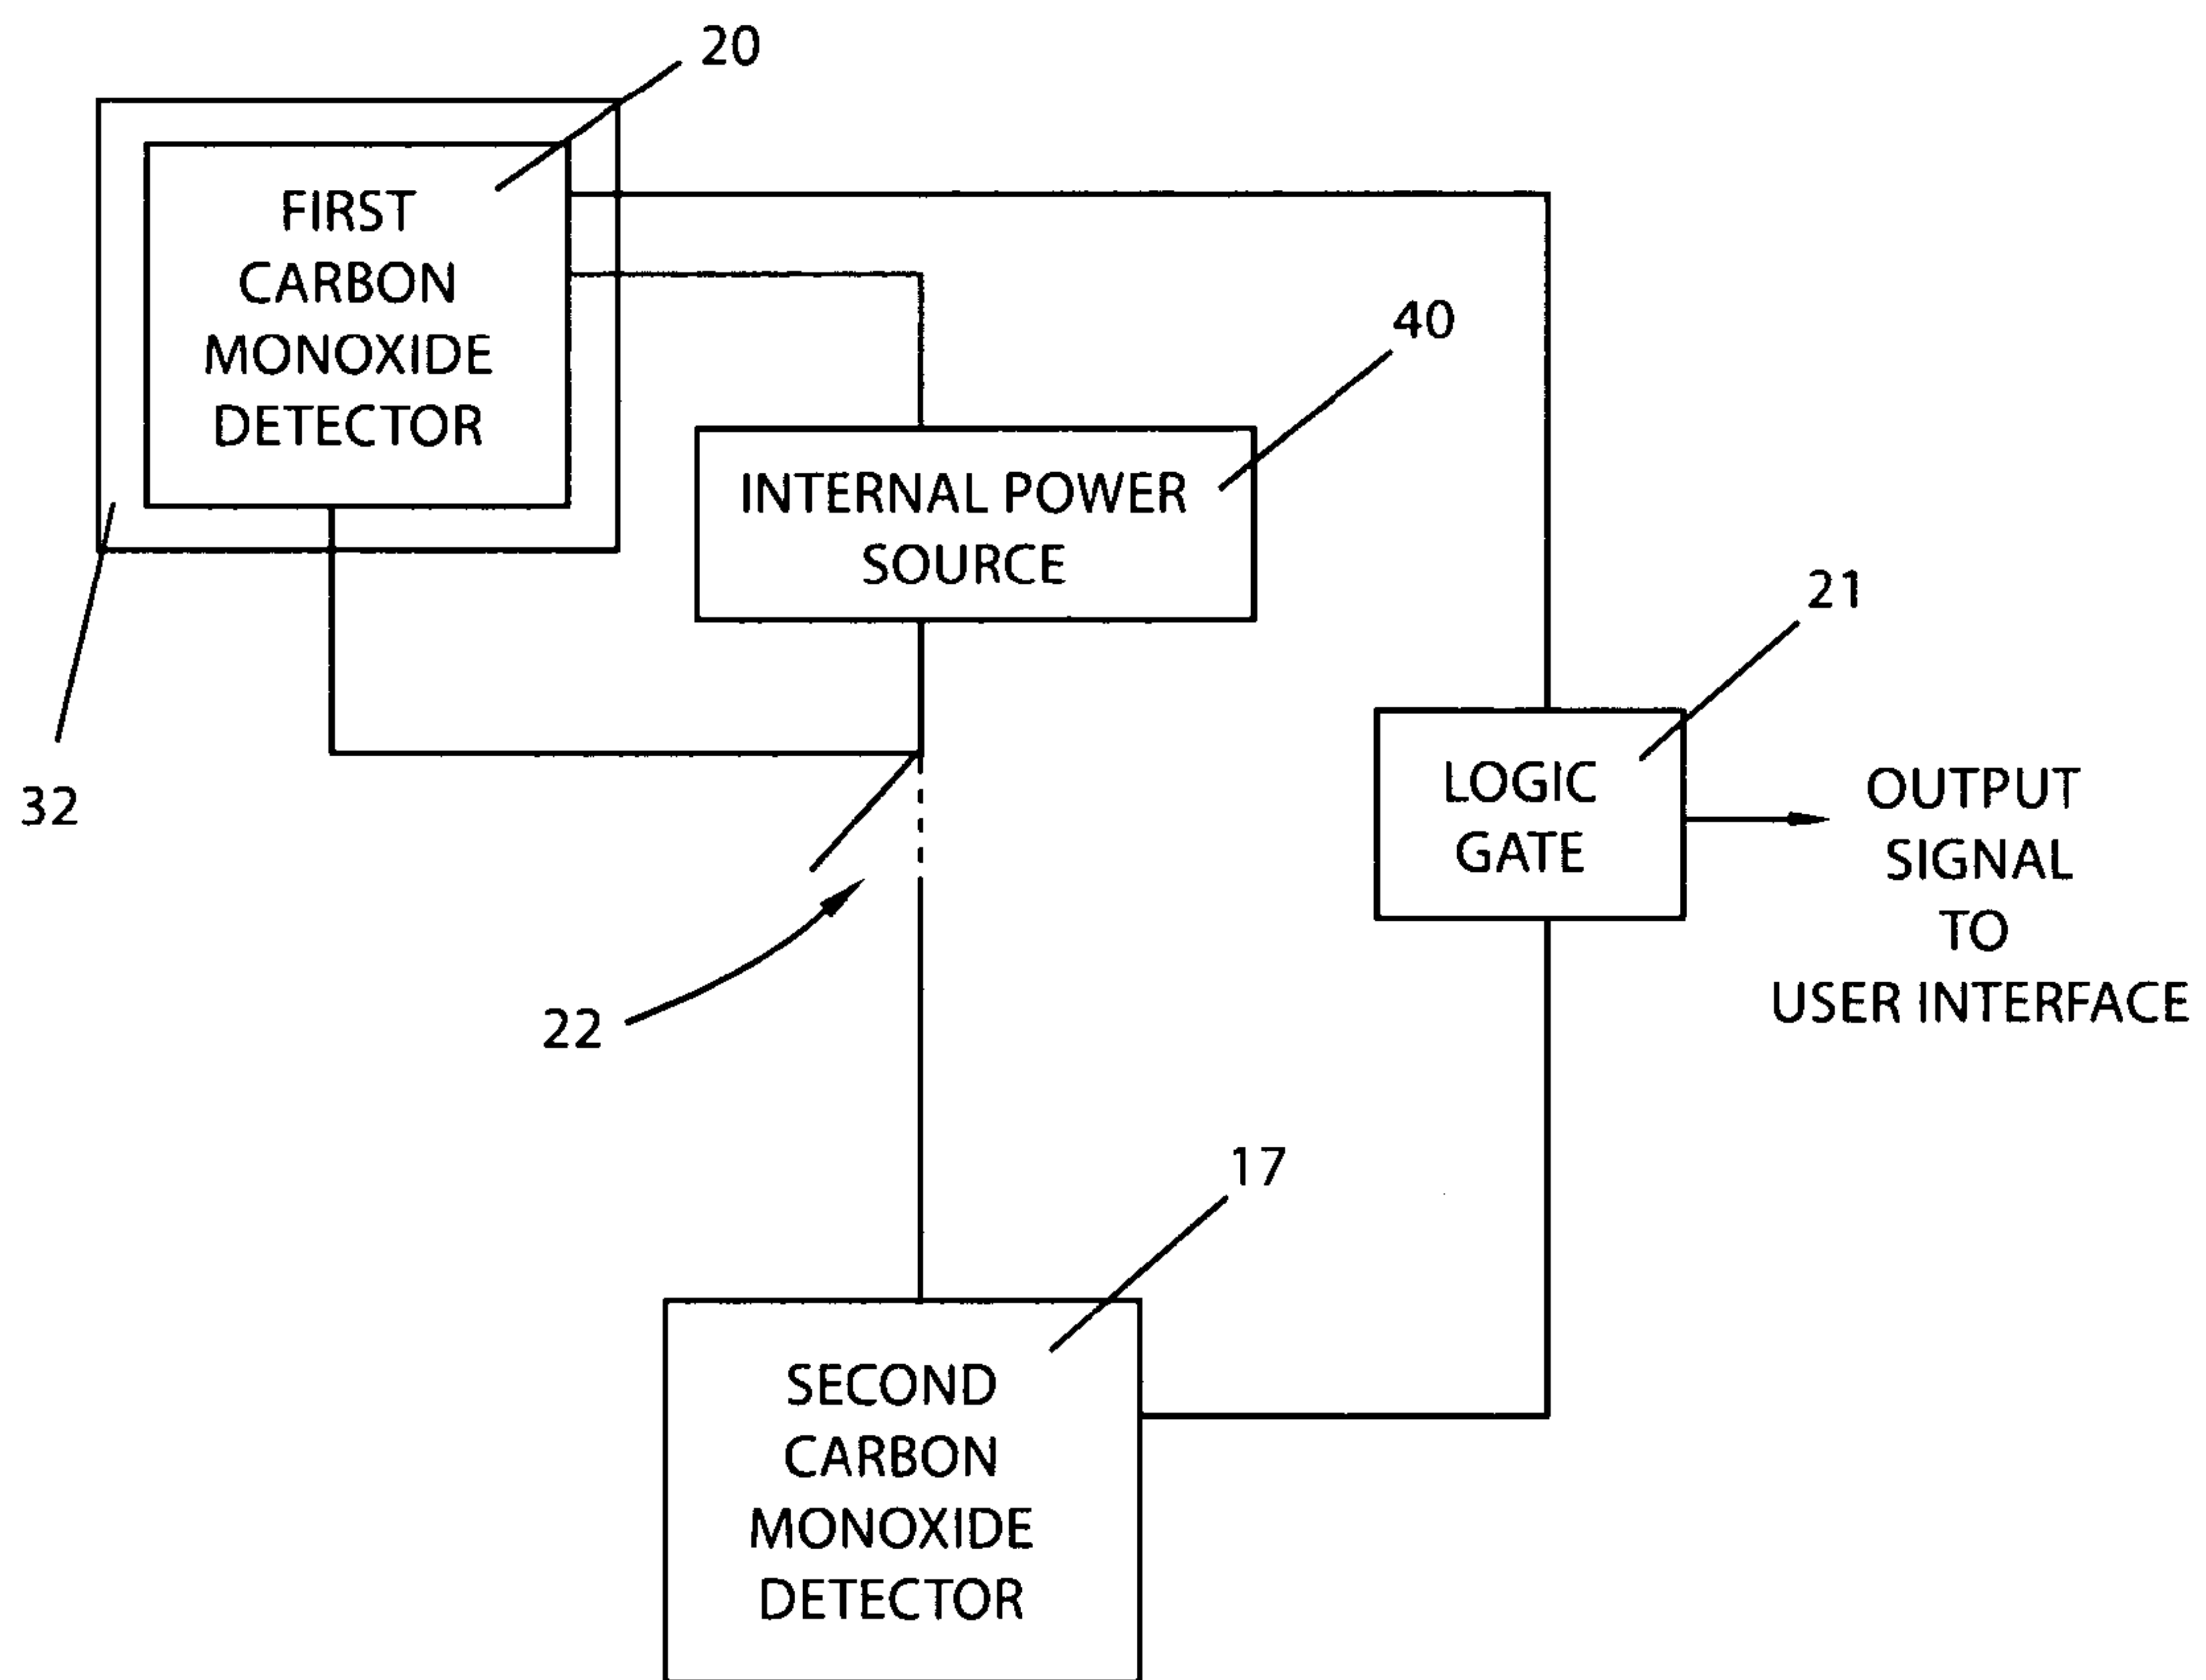 20
FIRST
CARBON
MONOXIDE
DETECTOR
40
INTERNAL POWER
SOURCE
21
32
LOGIC
GATE
OUTPUT
SIGNAL
TO
USER INTERFACE
22
17
SECOND
CARBON
MONOXIDE
DETECTOR